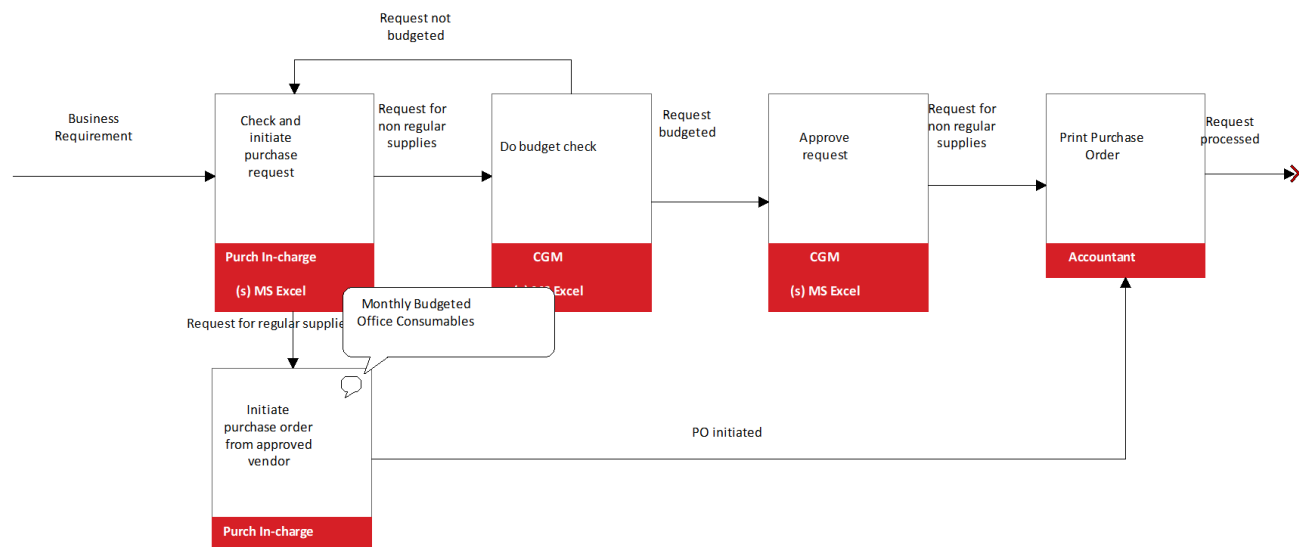 Request not
budgeted
Business
Requirement
Check and
initiate
purchase
request
Purch In-charge
(s) MS Excel
Request for
non regular
supplies
Do budget check
CGM
Excel
Request
budgeted
Approve
request
CGM
(s) MS Excel
Request for
non regular
supplies
Print Purchase
Order
Accountant
Request
processed
Request for regular
Monthly Budgeted
Office Consumables
Initiate
purchase order
from approved
vendor
Purch In-charge
PO initiated